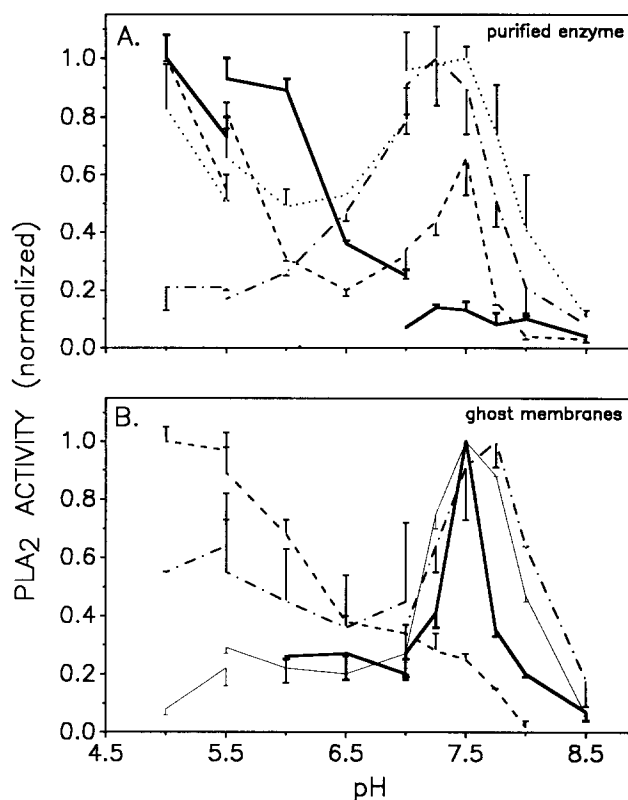 A.
purified enzyme
1.0
0.8
0.6
0.4
0.2
0.0
PLA2 ACTIVITY (normalized)
B.
ghost membranes
1.0
0.8
0.6
0.4
0.2
0.0
4.5 5.5 6.5 7.5 8.5
pH